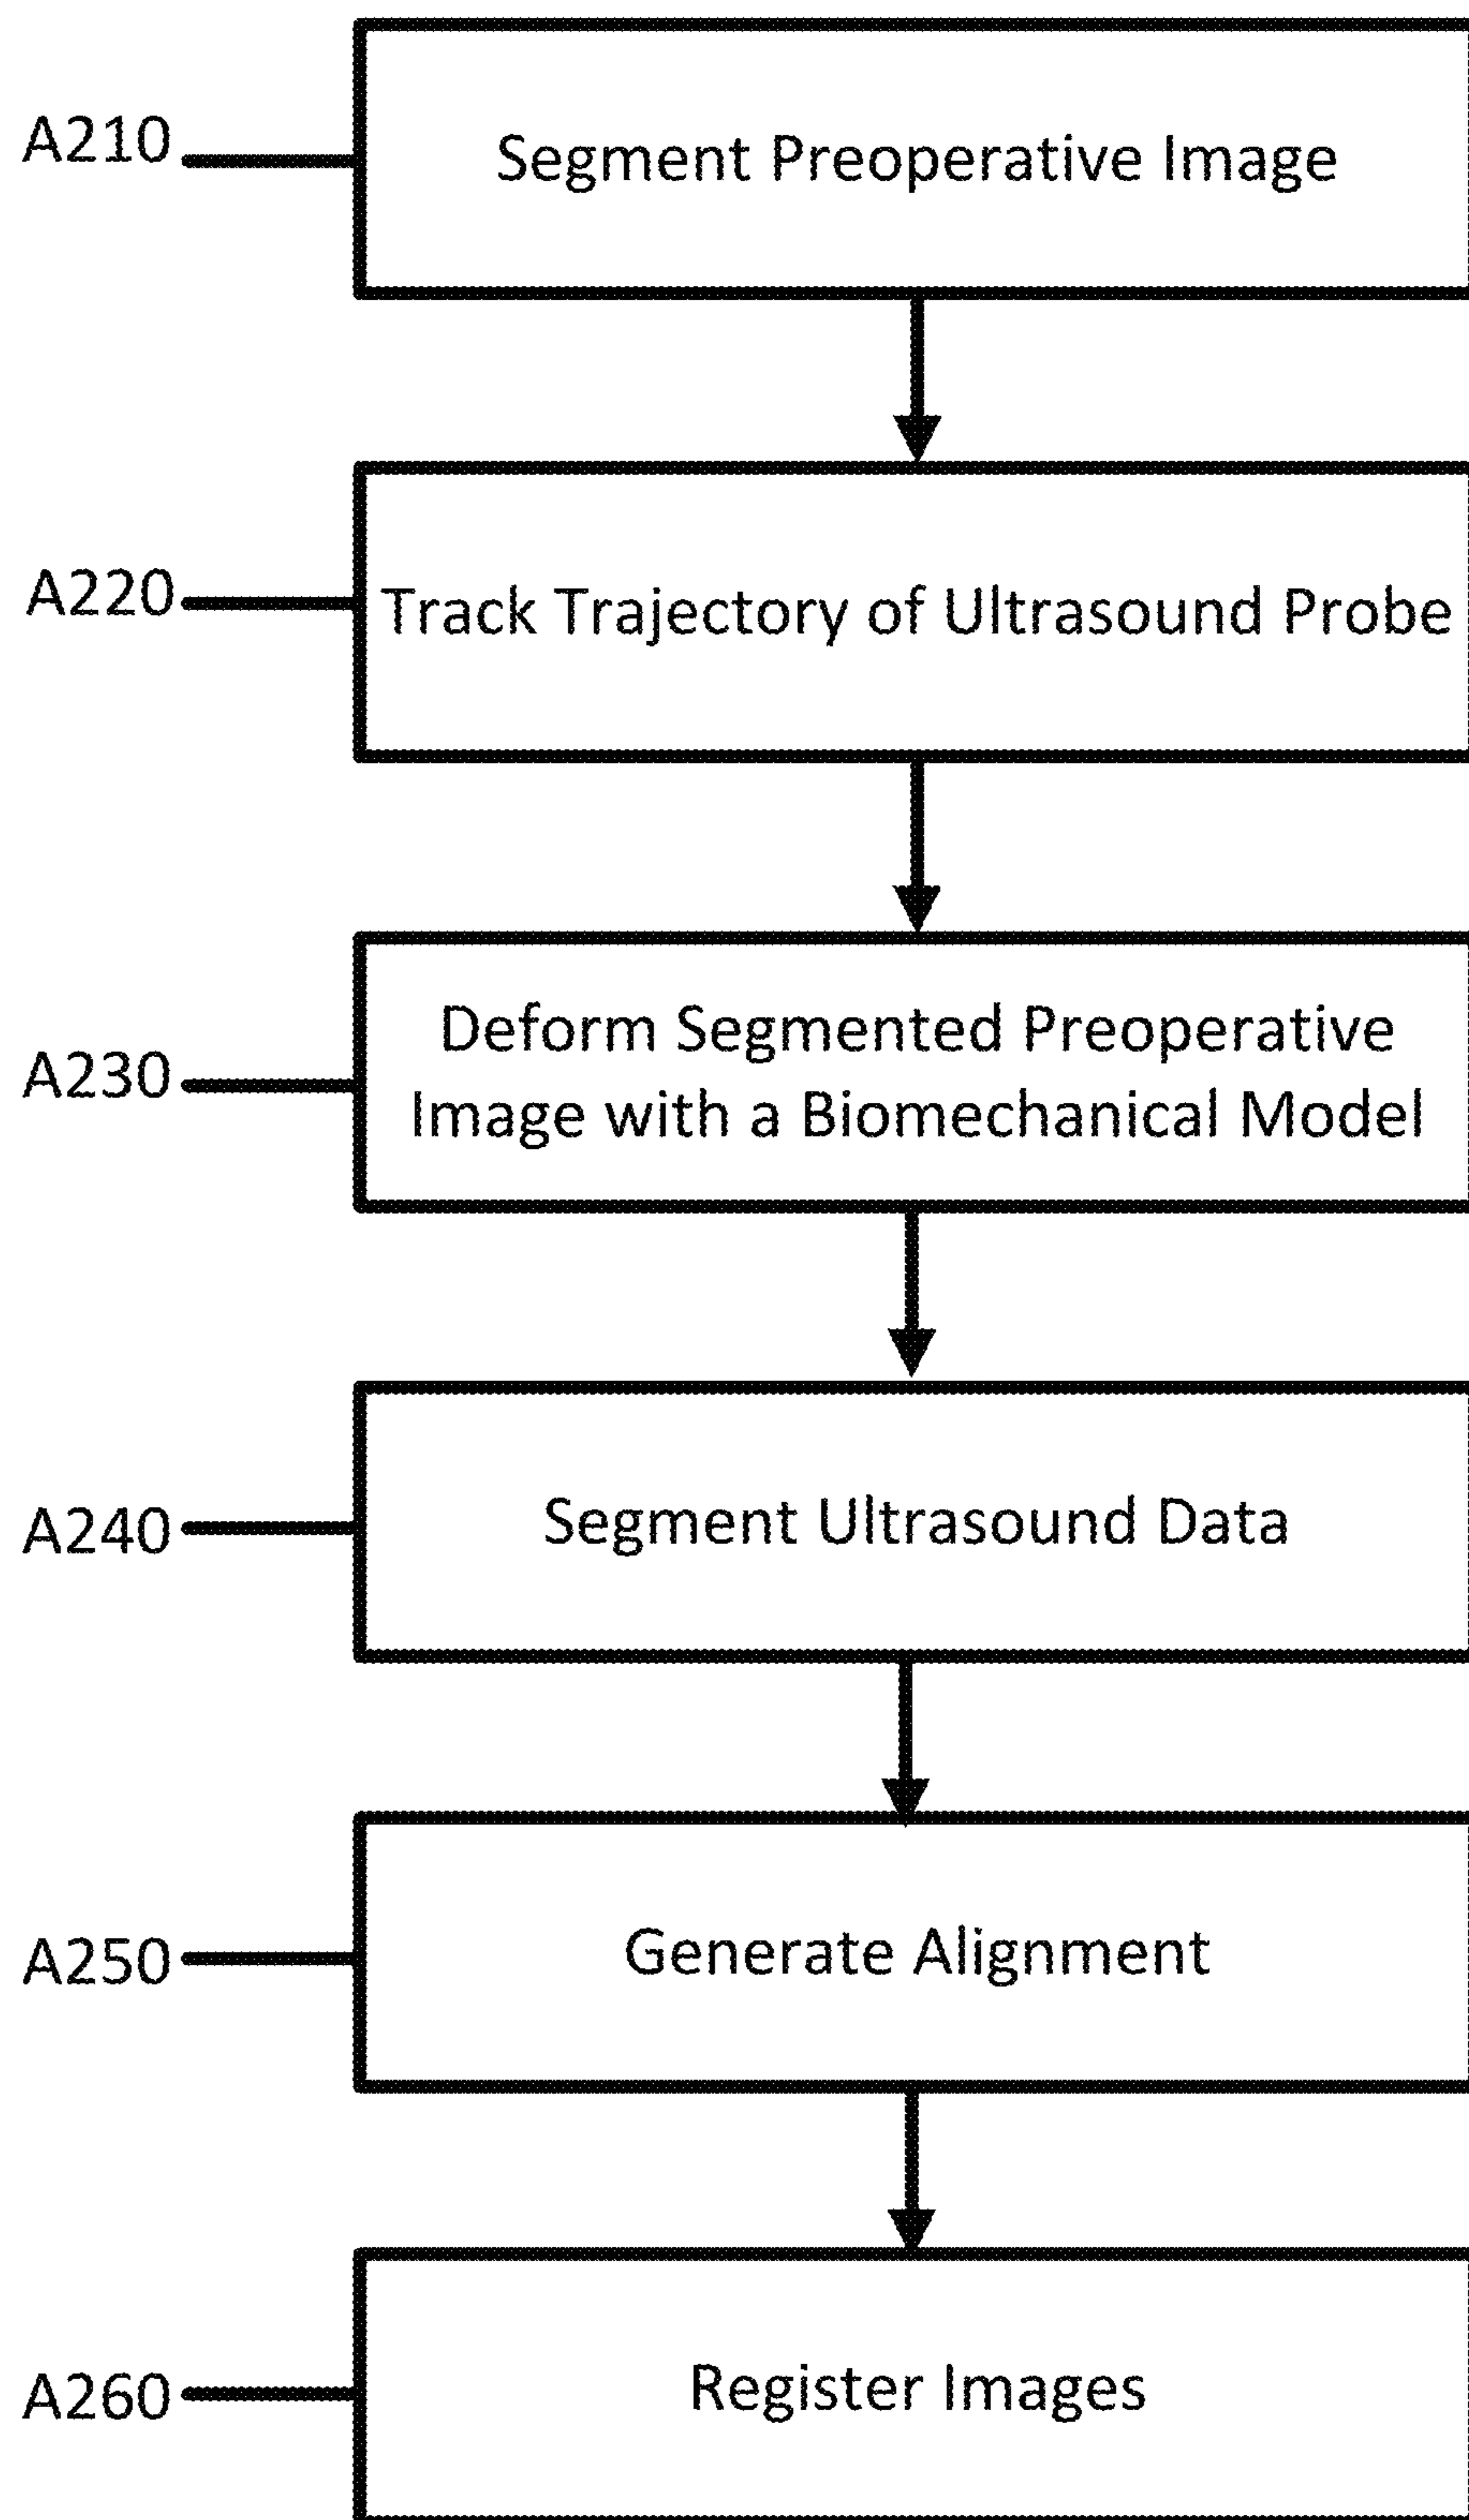 A210
Segment Preoperative Image
A220
Track Trajectory of Ultrasound Probe
A230
Deform Segmented Preoperative
Image with a Biomechanical Model
A240
Segment Ultrasound Data
A250
Generate Alignment
A260
Register Images